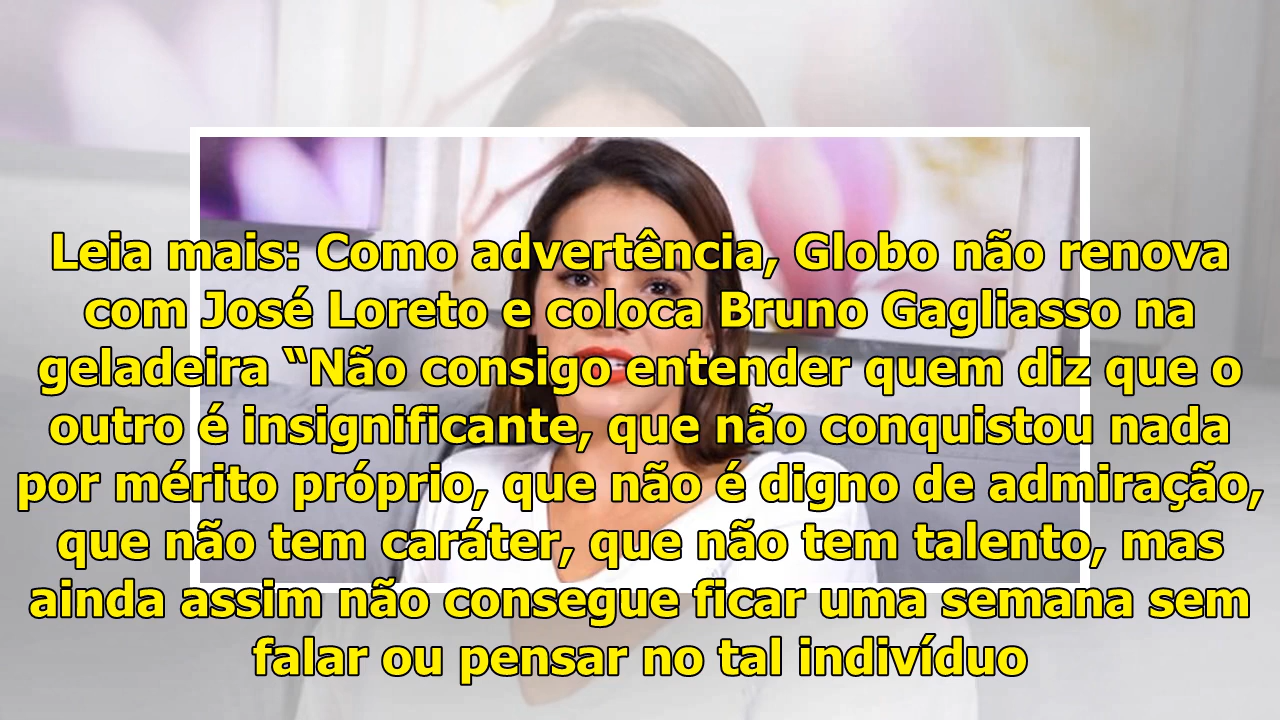 Leia mais: Como advertência, Globo não renova
com José Loreto e coloca Bruno Gagliasso na
geladeira “Não consigo entender quem diz que o
outro é insignificante, que não conquistou nada
por mérito próprio, que não é digno de admiração,
que não tem caráter, que não tem talento, mas
ainda assim não consegue ficar uma semana sem
falar ou pensar no tal indivíduo